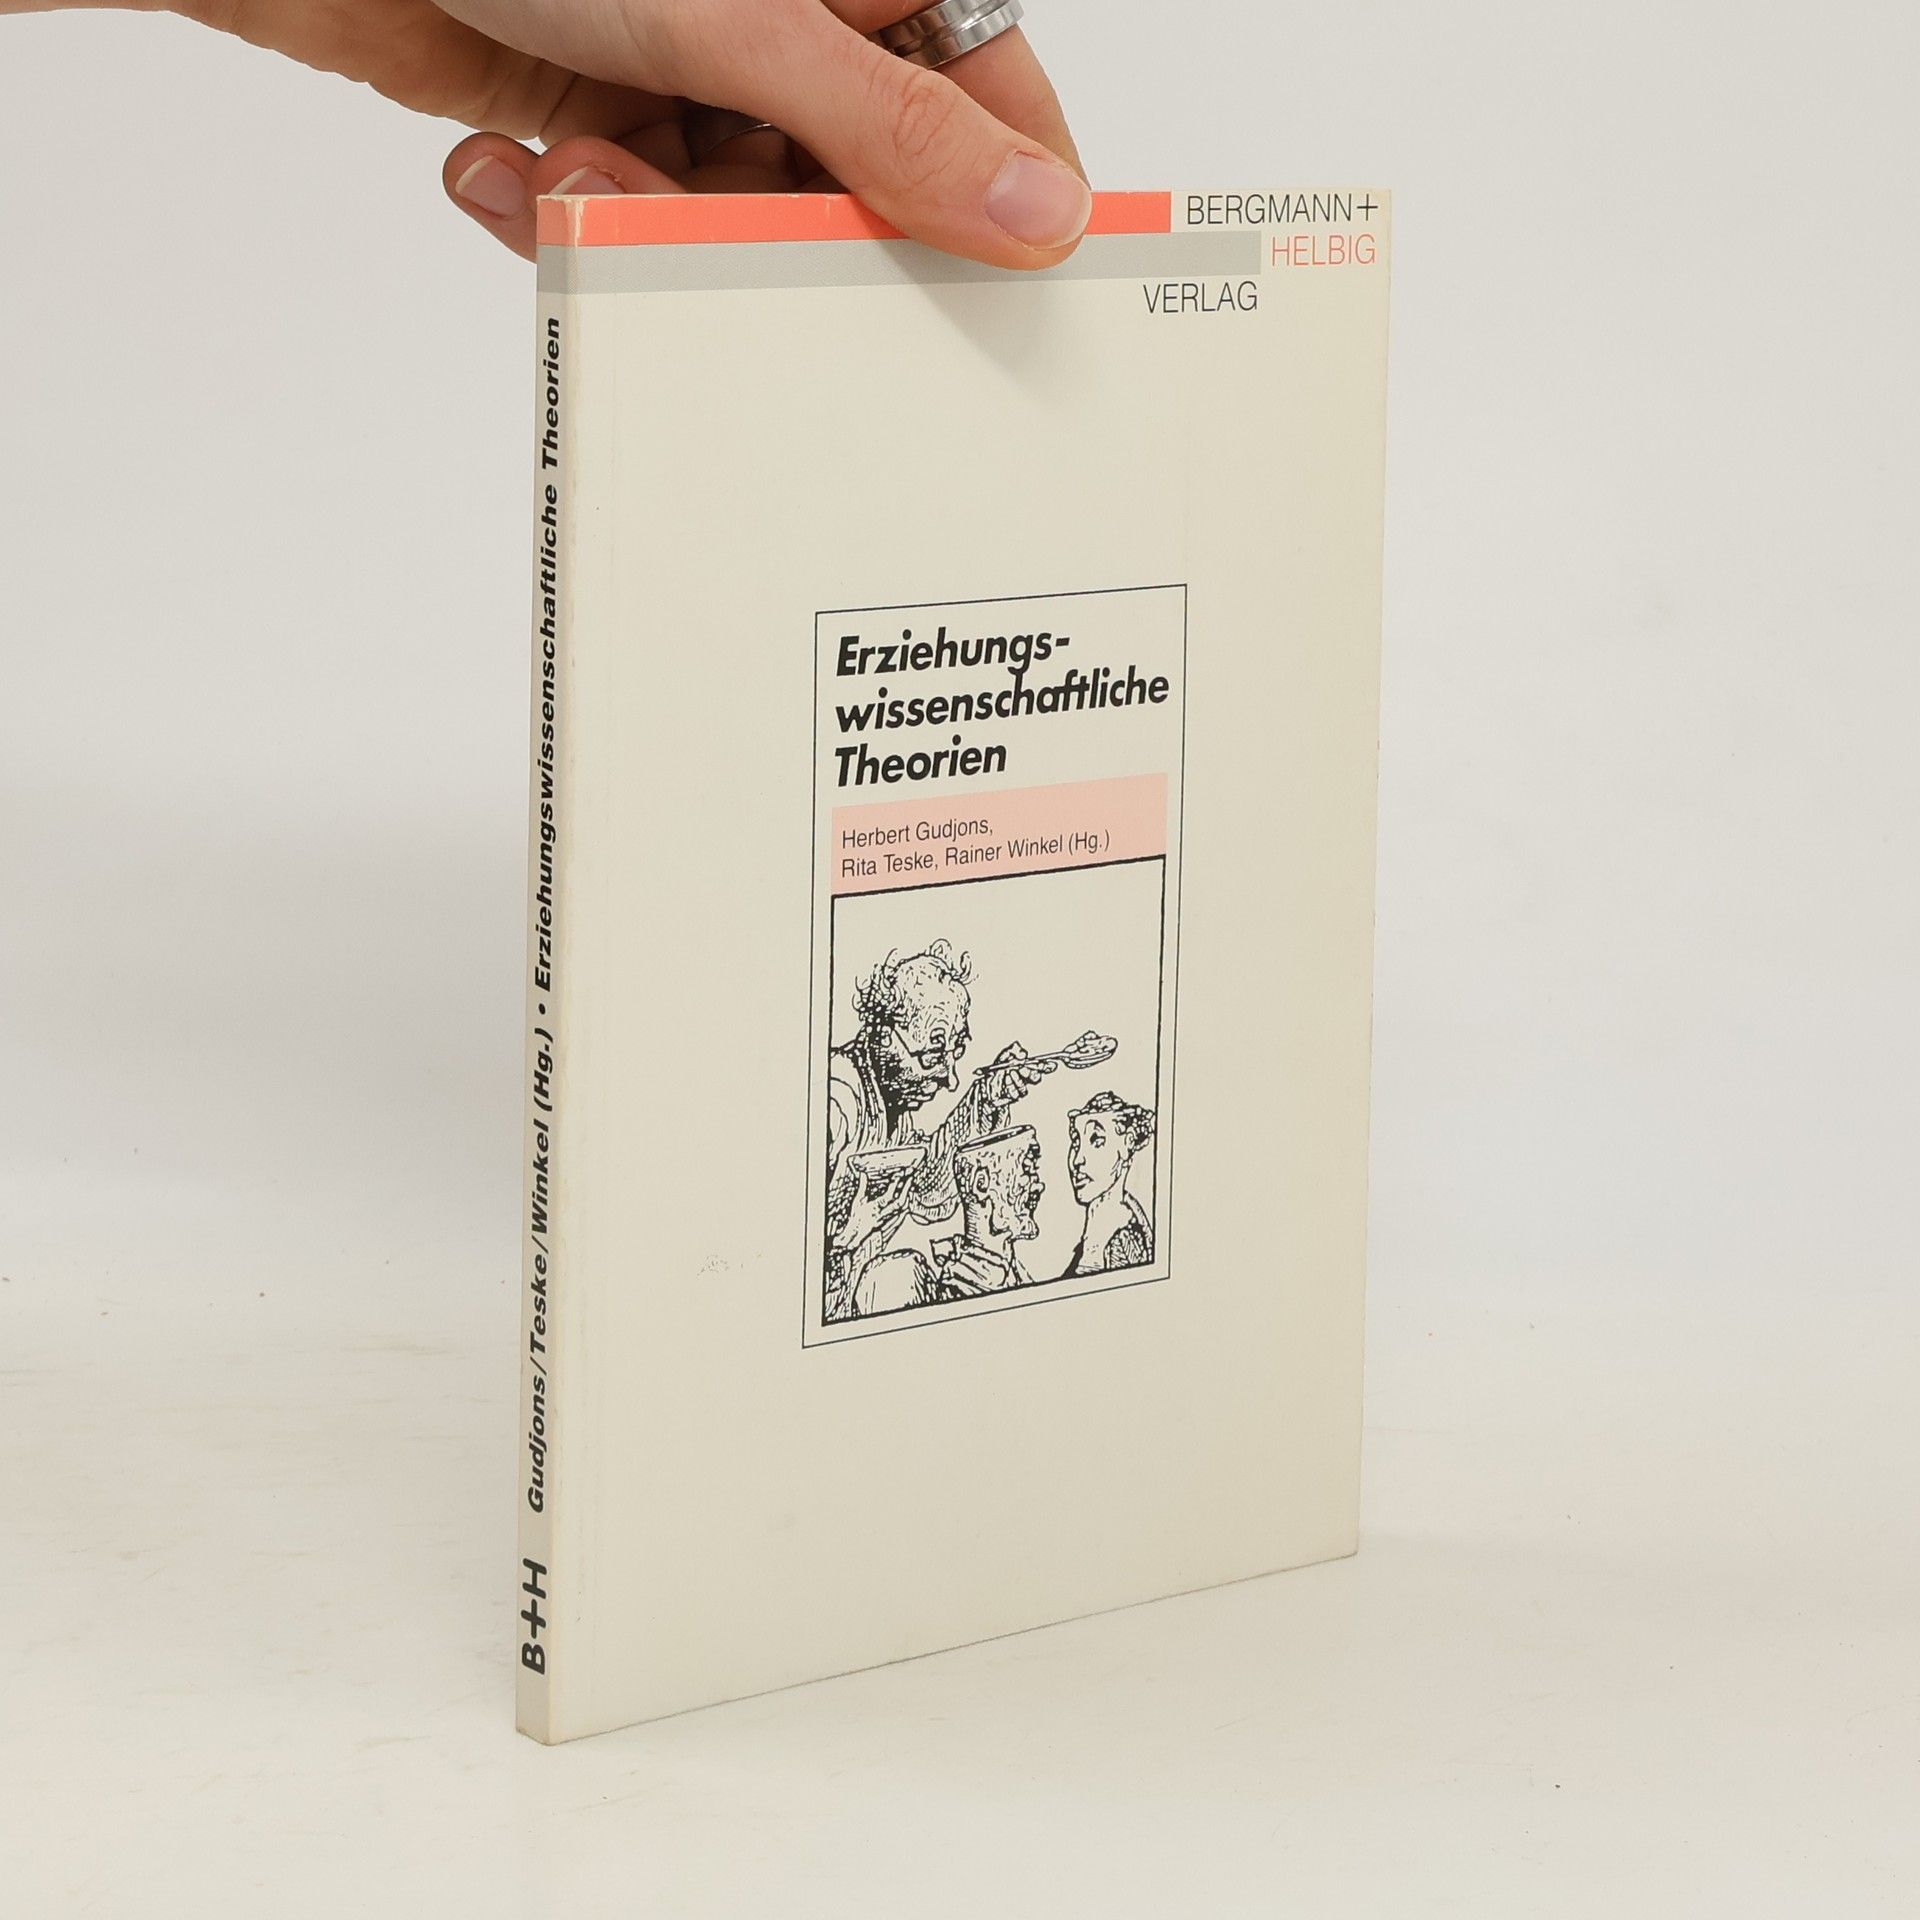 BERGMANN+
HELBIG
VERLAG
Erziehungs-
wissenschaftliche
Theorien
Herbert Gudjons,
Rita Teske, Rainer Winkel (Hg.)
B+H Gudjons/Teske/Winkel (Hg.) • Erziehungswissenschaftliche Theorien